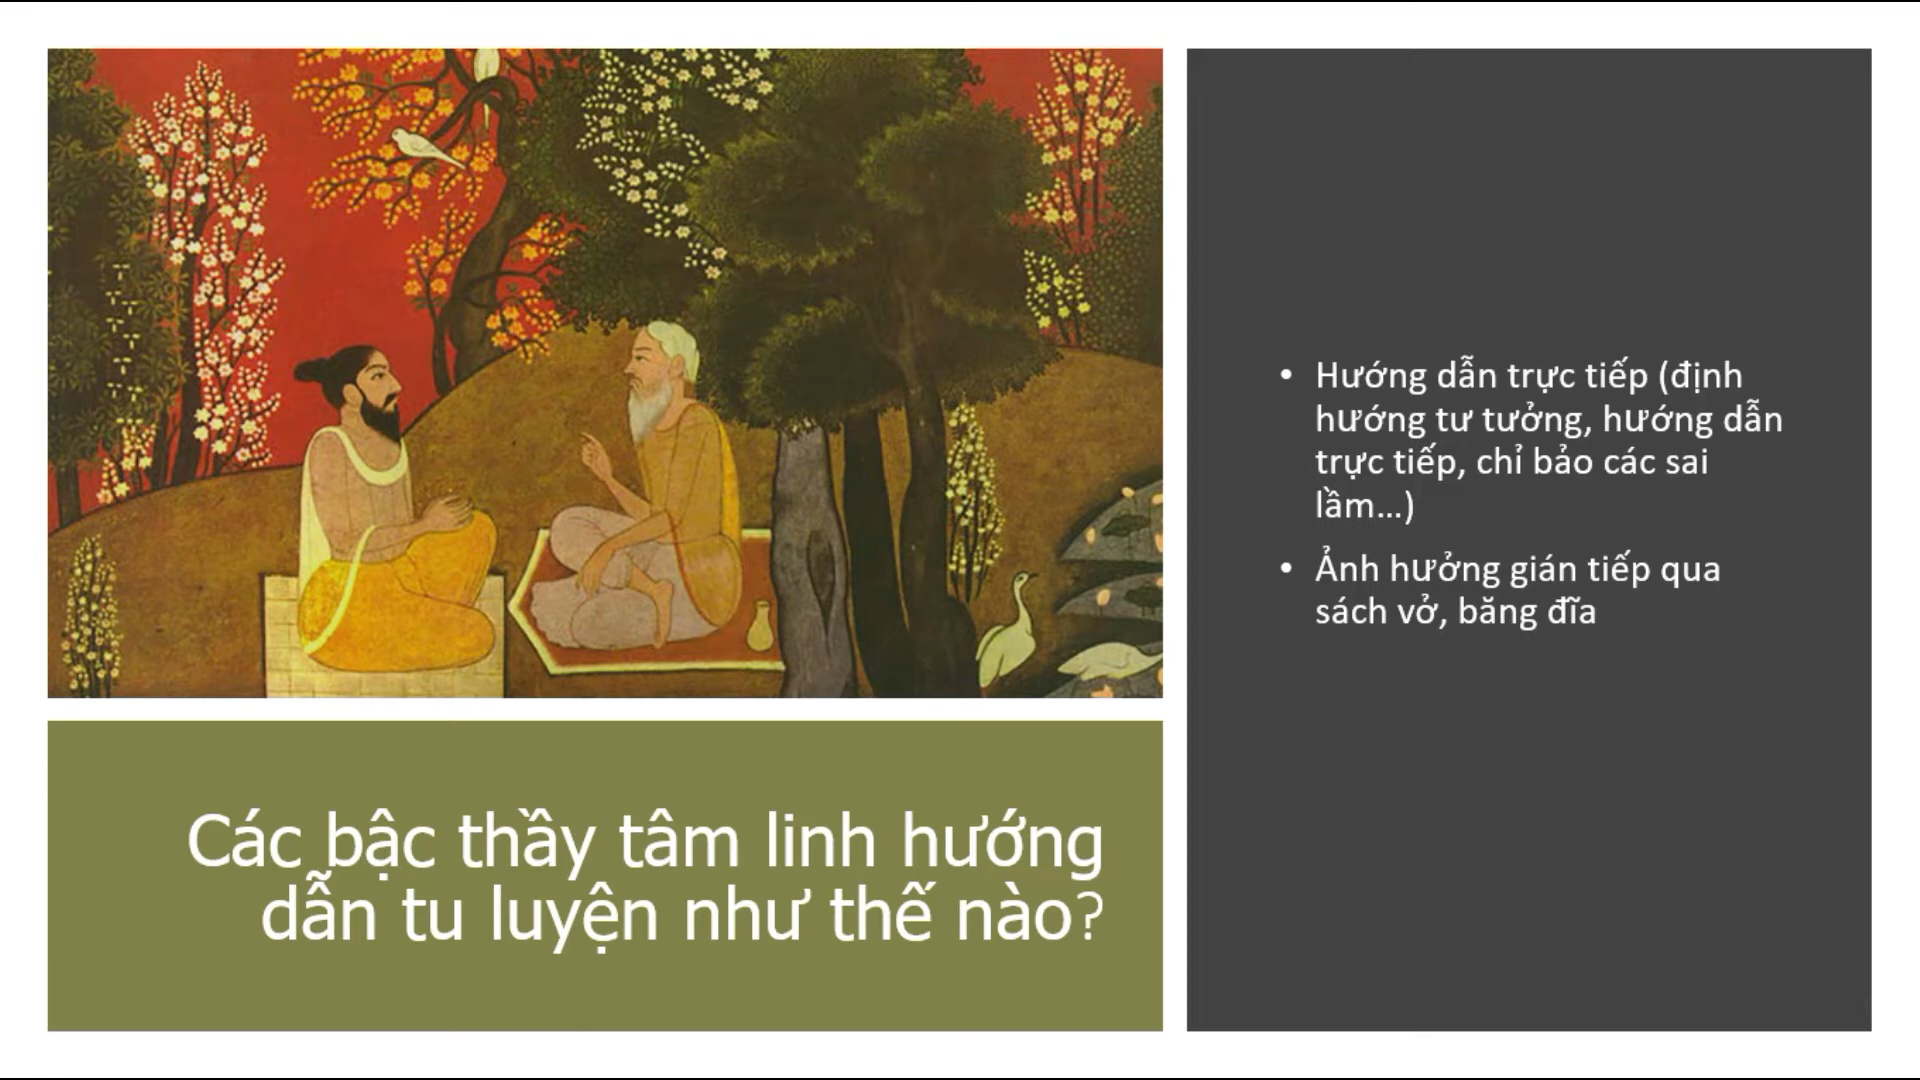 Các bậc thầy tâm linh hướng
dẫn tu luyện như thế nào?
• Hướng dẫn trực tiếp (định
hướng tư tưởng, hướng dẫn
trực tiếp, chỉ bảo các sai
lầm...)
• Ảnh hưởng gián tiếp qua
sách vở, băng đĩa